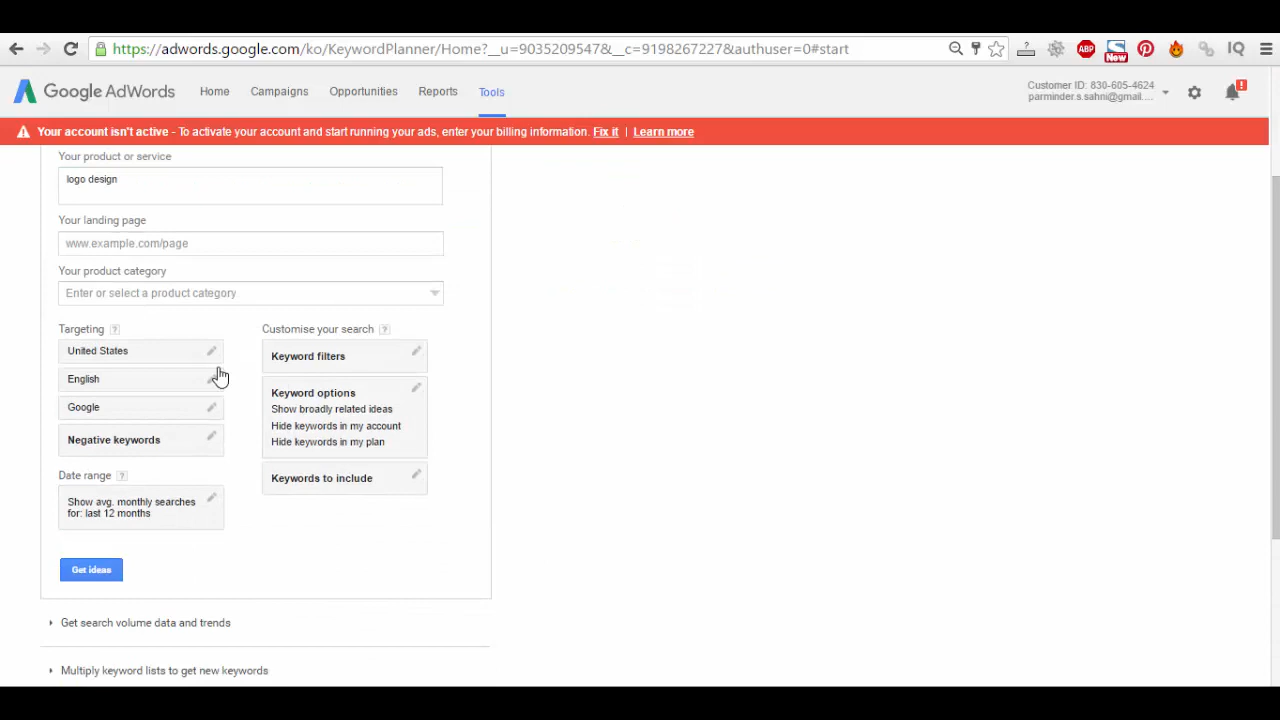 https://adwords.google.com/ko/KeywordPlanner/Home?__u=9035209547&__c=9198267227&authuser=0#start
ABP
New
IQ
Google AdWords
Home
Campaigns
Opportunities
Reports
Tools
Customer ID: 830-605-4624
parminder.s.sahni@gmail....
!
Your account isn't active - To activate your account and start running your ads, enter your billing information. Fix it | Learn more
Your product or service
logo design
Your landing page
www.example.com/page
Your product category
Enter or select a product category
Targeting ?
United States
English
Google
Negative keywords
Date range ?
Show avg. monthly searches
for: last 12 months
Customise your search ?
Keyword filters
Keyword options
Show broadly related ideas
Hide keywords in my account
Hide keywords in my plan
Keywords to include
Get ideas
Get search volume data and trends
Multiply keyword lists to get new keywords